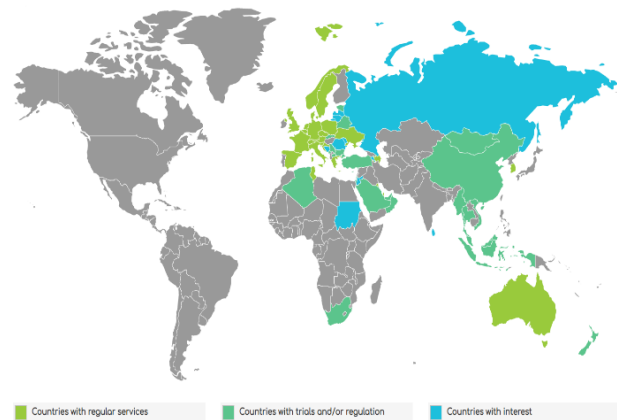 Countries with regular services
Countries with trials and/or regulation
Countries with interest